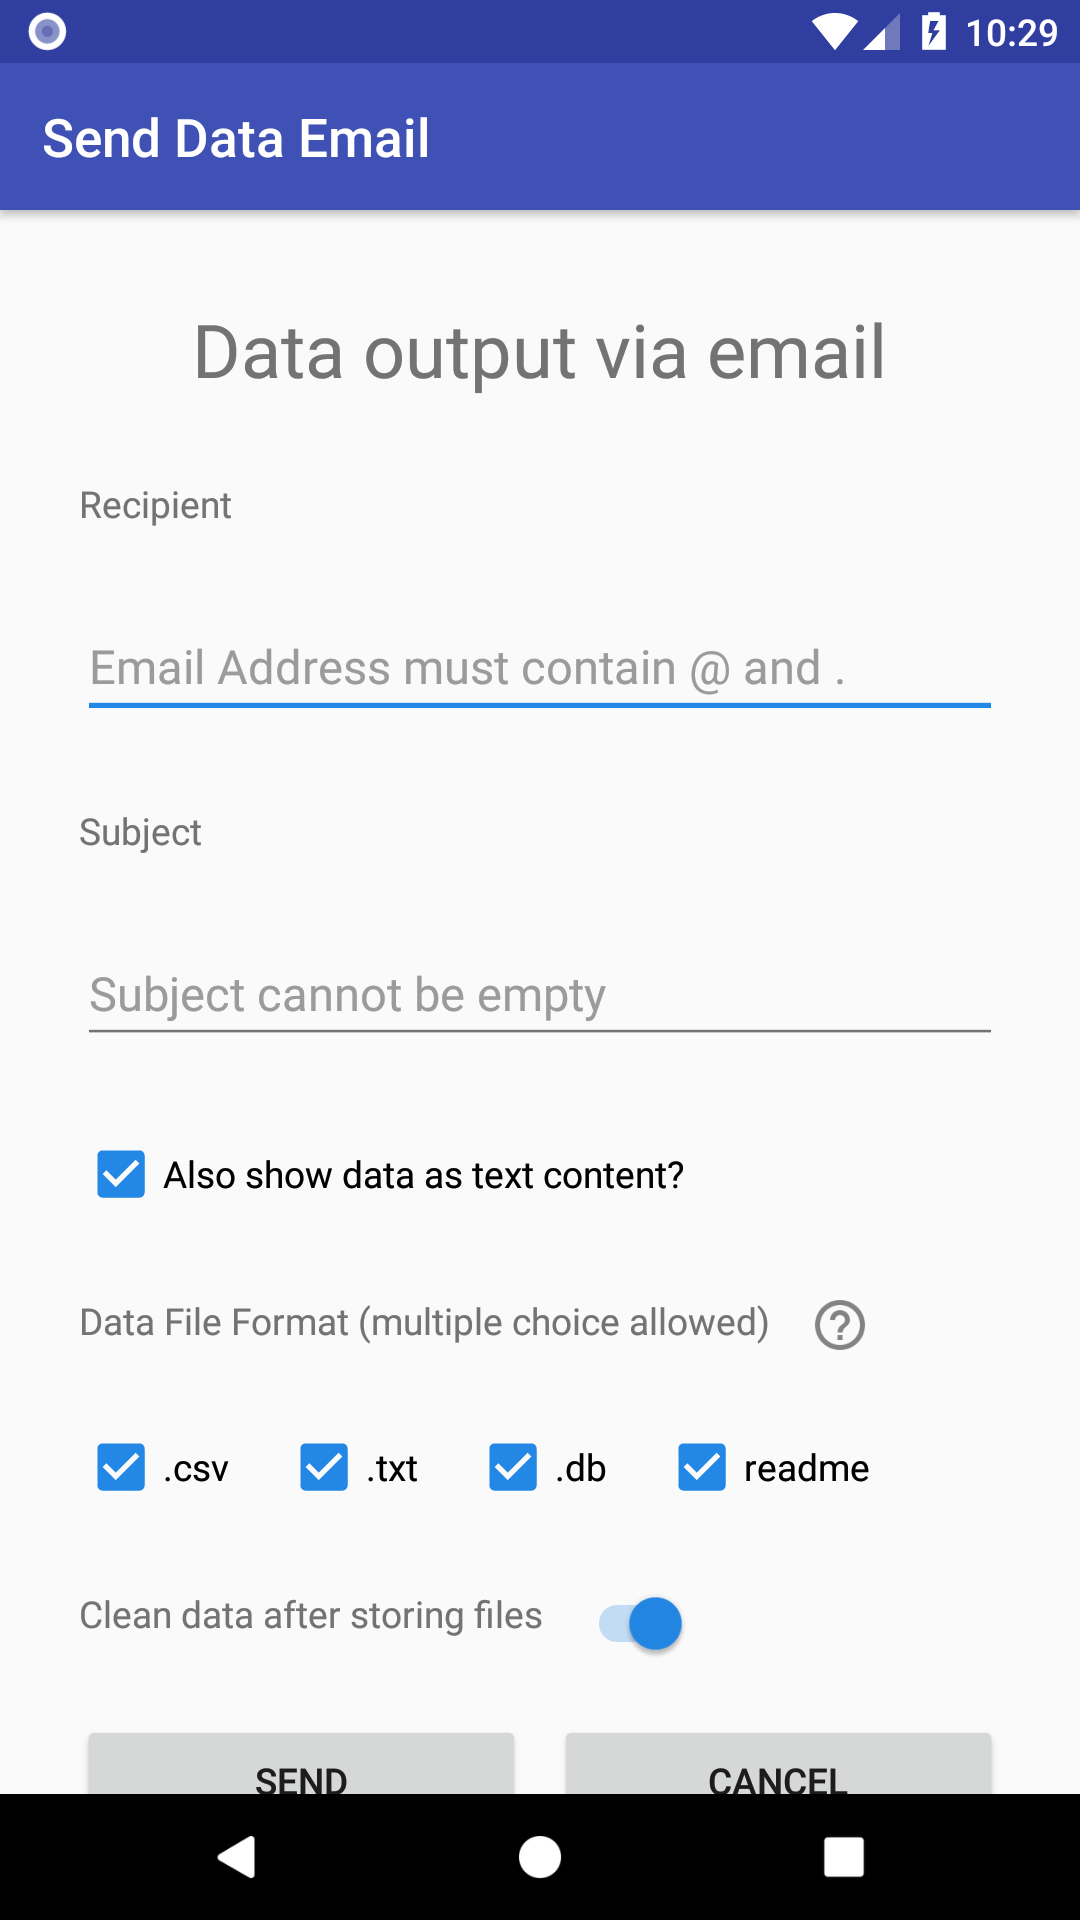 10:29
Send Data Email
Data output via email
Recipient
Email Address must contain @ and .
Subject
Subject cannot be empty
Also show data as text content?
Data File Format (multiple choice allowed) ?
.csv .txt .db readme
Clean data after storing files
SEND CANCEL